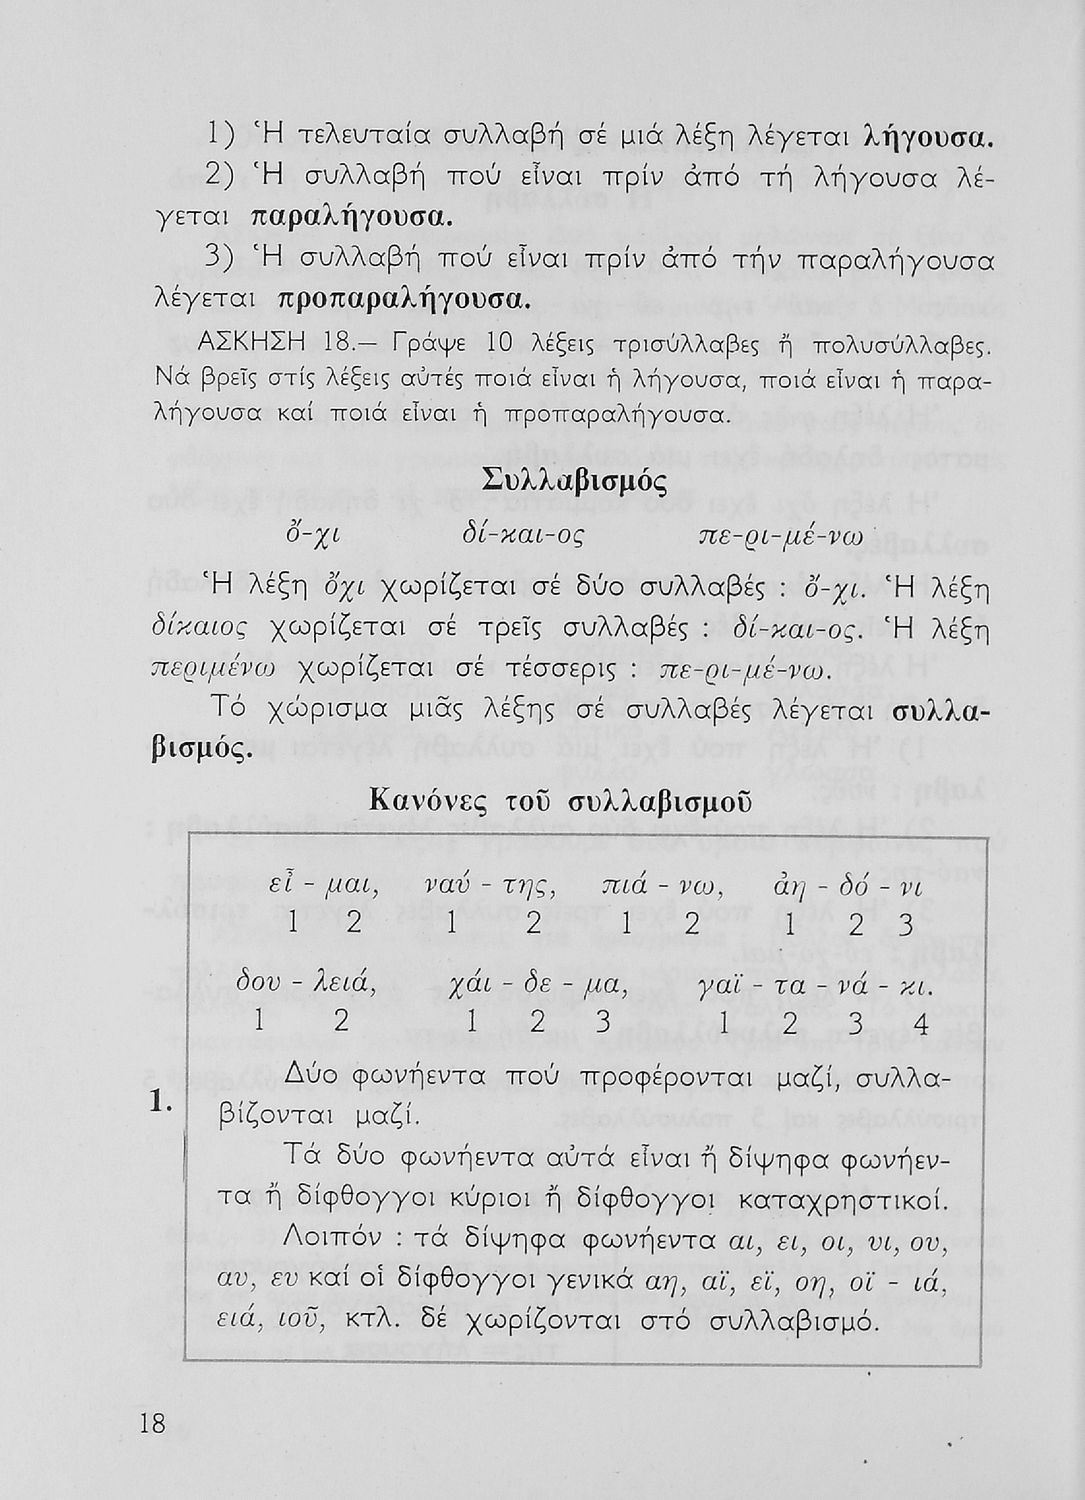 1) Ἡ τελευταία συλλαβή σέ μιά λέξη λέγεται λήγουσα.
2) Ἡ συλλαβή πού εἶναι πρίν ἀπό τή λήγουσα λέ-
γεται παραλήγουσα.
3) Ἡ συλλαβή πού εἶναι πρίν ἀπό τήν παραλήγουσα
λέγεται προπαραλήγουσα.
ΑΣΚΗΣΗ 18.— Γράψε 10 λέξεις τρισύλλαβες ἤ πολυσύλλαβες.
Νά βρεῖς στίς λέξεις αὐτές ποιά εἶναι ἡ λήγουσα, ποιά εἶναι ἡ παρα-
λήγουσα καί ποιά εἶναι ἡ προπαραλήγουσα.
Συλλαβισμός
ὄ-χι δί-και-ος πε-ρι-μέ-νω
Ἡ λέξη ὄχι χωρίζεται σέ δύο συλλαβές : ὄ-χι. Ἡ λέξη
δίκαιος χωρίζεται σέ τρεῖς συλλαβές : δί-και-ος. Ἡ λέξη
περιμένω χωρίζεται σέ τέσσερις : πε-ρι-μέ-νω.
Τό χώρισμα μιᾶς λέξης σέ συλλαβές λέγεται συλλα-
βισμός.
Κανόνες τοῦ συλλαβισμοῦ
εἶ - μαι, ναύ - της, πιά - νω, ἀη - δό - νι
1 2 1 2 1 2 1 2 3
δου - λειά, χάι - δε - μα, γαϊ - τα - νά - κι.
1 2 1 2 3 1 2 3 4
1.
Δύο φωνήεντα πού προφέρονται μαζί, συλλα-
βίζονται μαζί.
Τά δύο φωνήεντα αὐτά εἶναι ἤ δίψηφα φωνήεν-
τα ἤ δίφθογγοι κύριοι ἤ δίφθογγοι καταχρηστικοί.
Λοιπόν : τά δίψηφα φωνήεντα αι, ει, οι, υι, ου,
αυ, ευ καί οἱ δίφθογγοι γενικά αη, αϊ, εϊ, οη, οϊ - ιά,
ειά, ιοῦ, κτλ. δέ χωρίζονται στό συλλαβισμό.
18